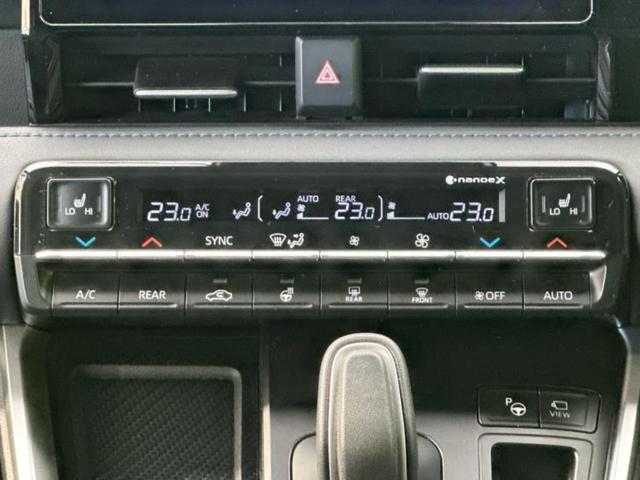 nanoe X
AUTO REAR
LO HI 23.0 A/C ON 23.0 AUTO 23.0 LO HI
SYNC
A/C REAR REAR FRONT OFF AUTO
P VIEW